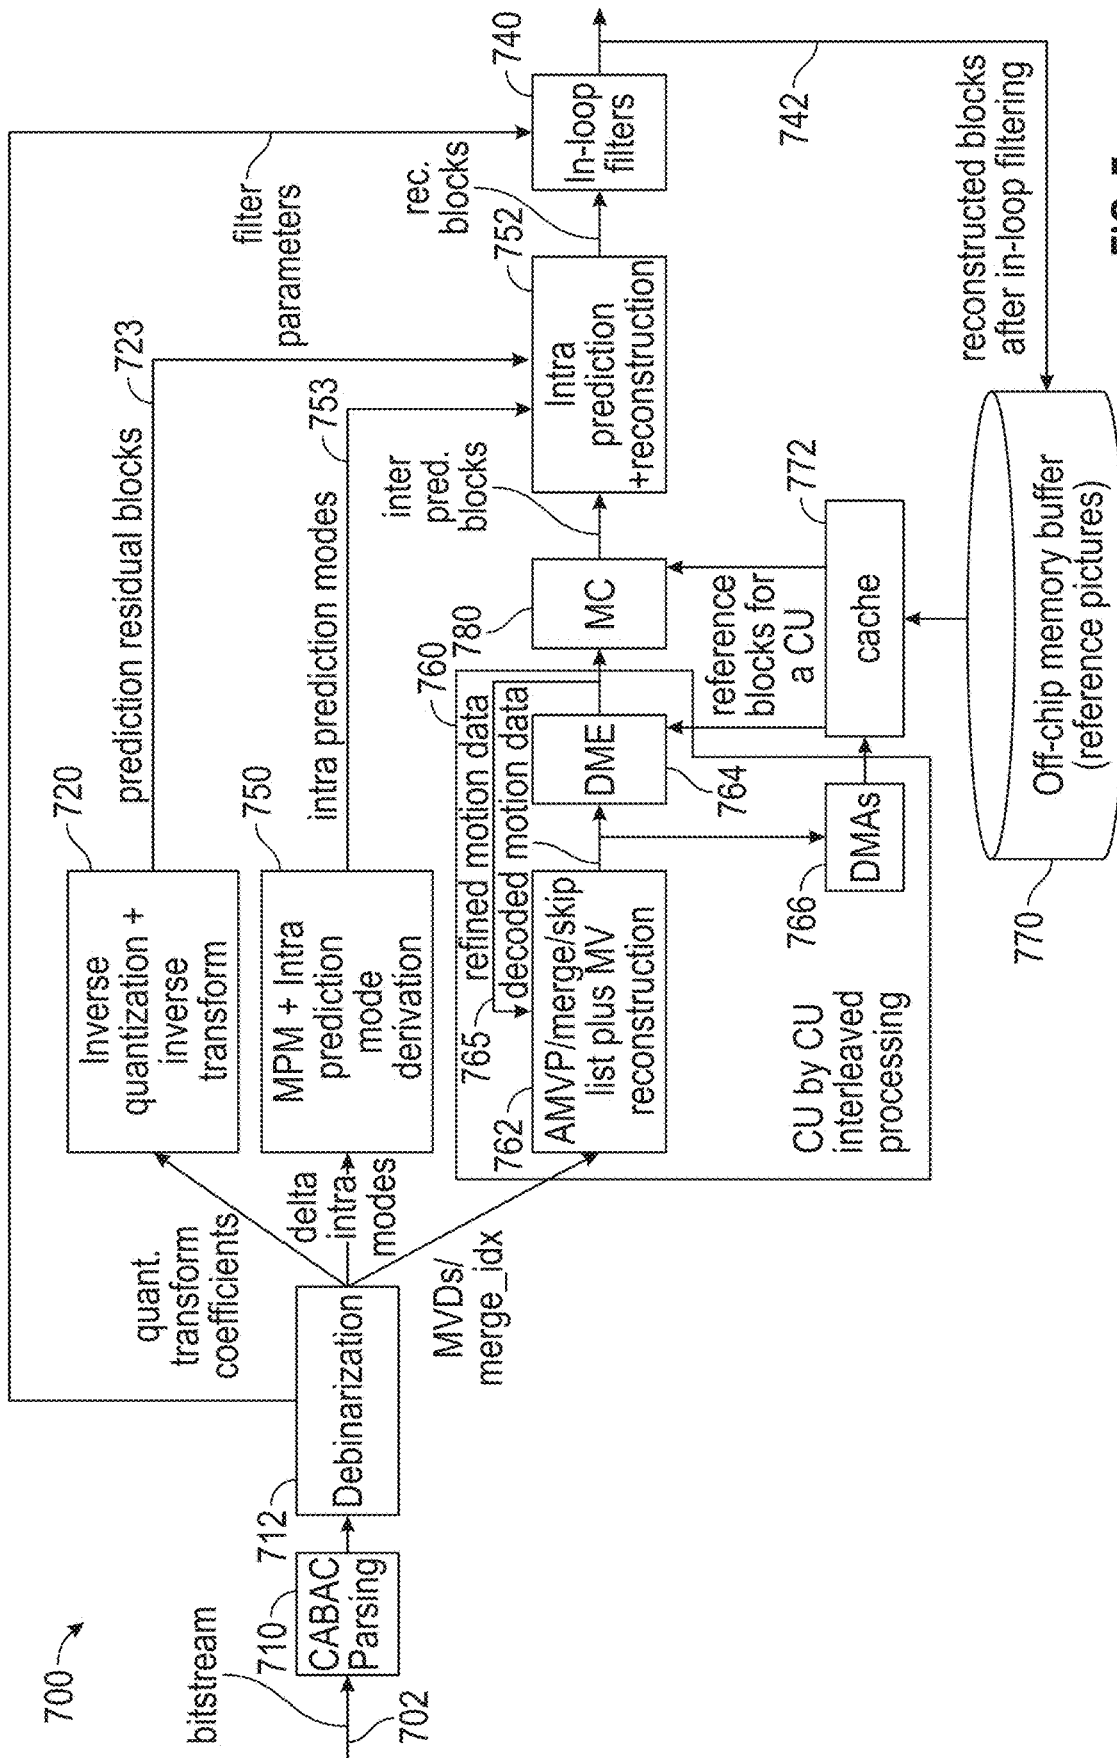 700
bitstream
702
710
CABAC
Parsing
712
Debinarization
quant.
transform
coefficients
delta
intra-
modes
MVDs/
merge_idx
720
Inverse
quantization +
inverse
transform
prediction residual blocks
723
750
MPM + Intra
prediction
mode
derivation
intra prediction modes
753
760
refined motion data
decoded motion data
765
762
AMVP/merge/skip
list plus MV
reconstruction
DME
764
766
DMAs
CU by CU
interleaved
processing
780
MC
inter
pred.
blocks
reference
blocks for
a CU
772
cache
770
Off-chip memory buffer
(reference pictures)
752
Intra
prediction
+reconstruction
rec.
blocks
filter
parameters
740
In-loop
filters
742
reconstructed blocks
after in-loop filtering